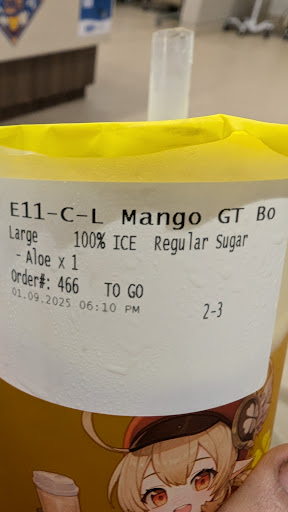 E11-C-L Mango GT Bo
Large 100% ICE Regular Sugar
- Aloe x 1
Order#: 466 TO GO
01.09.2025 06:10 PM
2-3